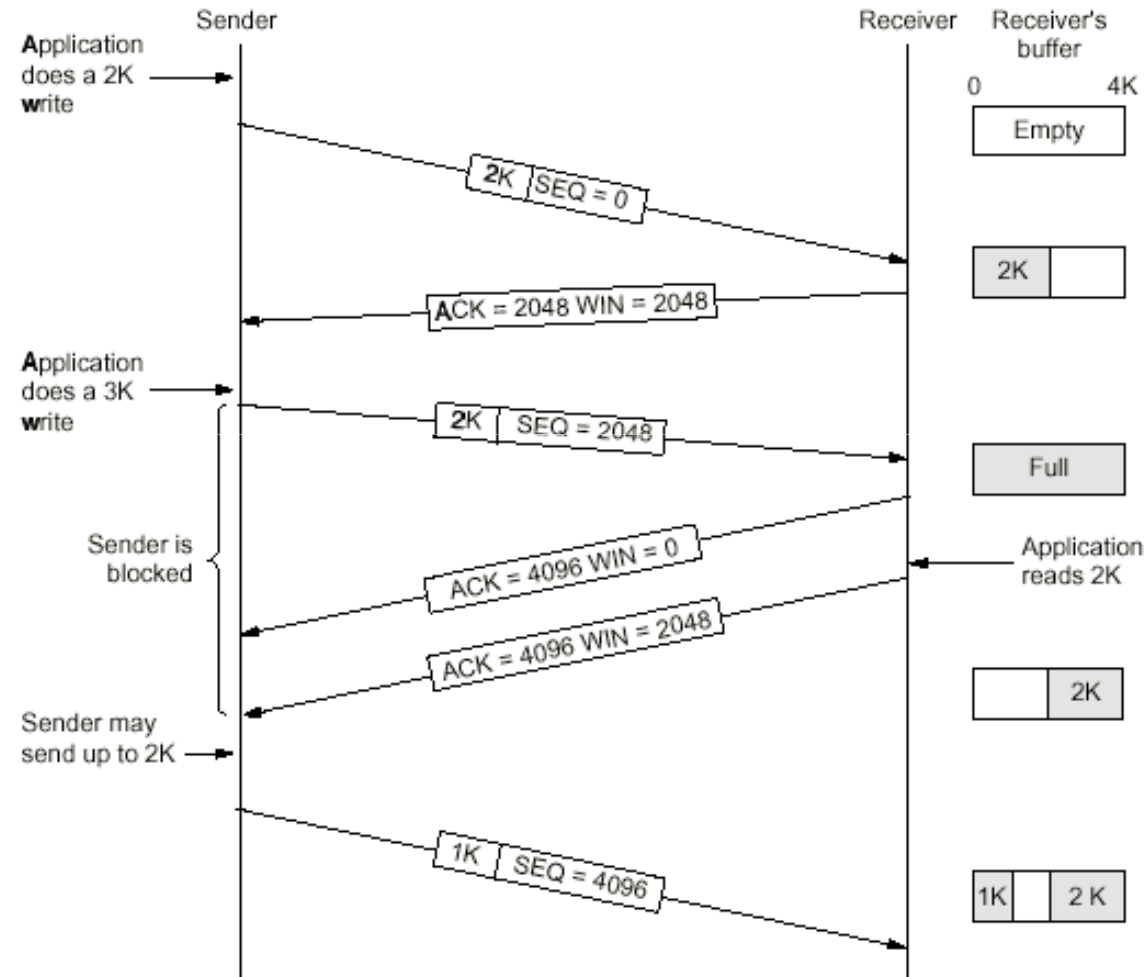 Sender
Receiver
Receiver's
buffer
Application
does a 2K
write
0
4K
Empty
2K
SEQ = 0
2K
ACK = 2048 WIN = 2048
Application
does a 3K
write
2K
SEQ = 2048
Full
Sender is
blocked
ACK = 4096 WIN = 0
Application
reads 2K
ACK = 4096 WIN = 2048
2K
Sender may
send up to 2K
1K
SEQ = 4096
1K
2 K